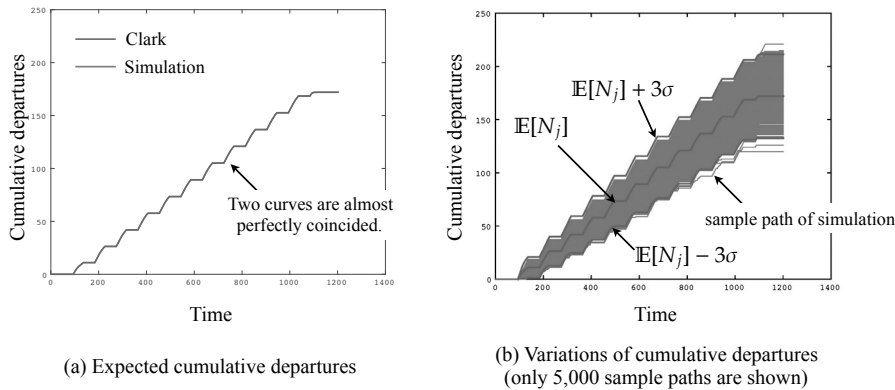 250
200
150
100
50
0
0
200
400
600
800
1000
1200
1400
Cumulative departures
Time
Clark
Simulation
Two curves are almost
perfectly coincided.
(a) Expected cumulative departures
250
200
150
100
50
0
0
200
400
600
800
1000
1200
1400
Cumulative departures
Time
𝔼[N_j] + 3σ
𝔼[N_j]
sample path of simulation
𝔼[N_j] − 3σ
(b) Variations of cumulative departures
(only 5,000 sample paths are shown)